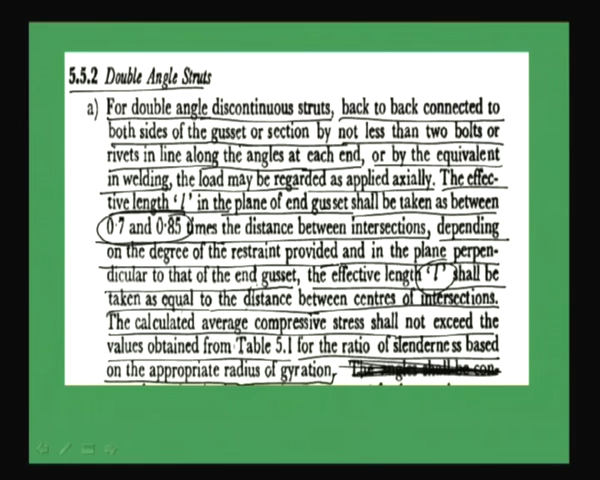 5.5.2 Double Angle Struts
a) For double angle discontinuous struts, back to back connected to
both sides of the gusset or section by not less than two bolts or
rivets in line along the angles at each end, or by the equivalent
in welding, the load may be regarded as applied axially. The effec-
tive length 'l' in the plane of end gusset shall be taken as between
0·7 and 0·85 times the distance between intersections, depending
on the degree of the restraint provided and in the plane perpen-
dicular to that of the end gusset, the effective length 'l' shall be
taken as equal to the distance between centres of intersections.
The calculated average compressive stress shall not exceed the
values obtained from Table 5.1 for the ratio of slenderness based
on the appropriate radius of gyration, The angles shall be con-